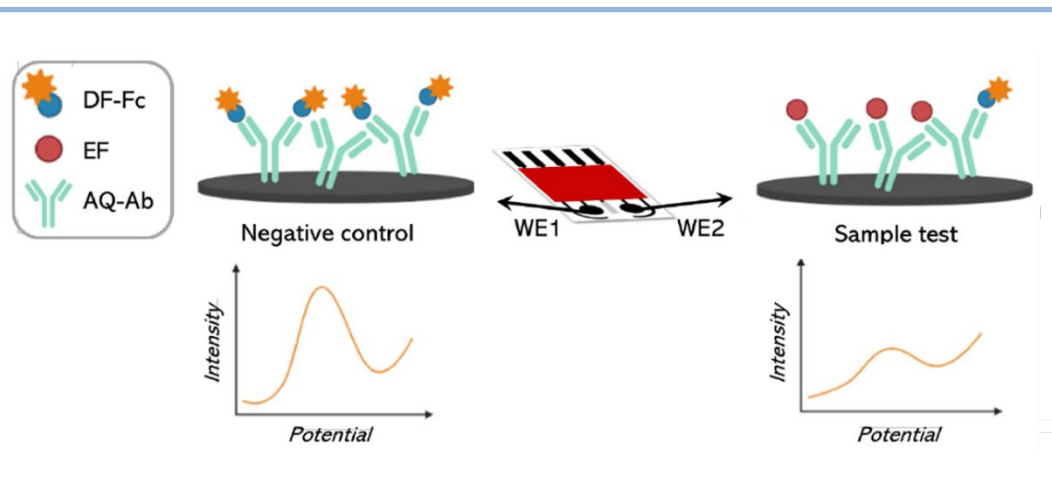 DF-Fc
EF
AQ-Ab
Negative control
WE1
WE2
Sample test
Intensity
Potential
Intensity
Potential